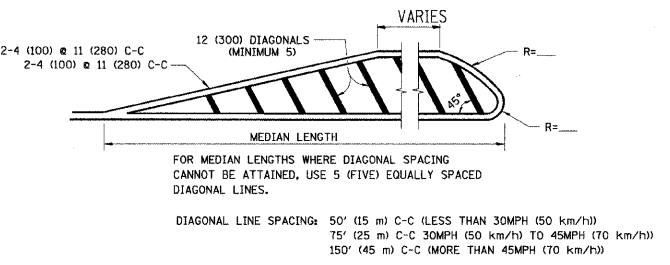 VARIES
12 (300) DIAGONALS
(MINIMUM 5)
2-4 (100) @ 11 (280) C-C
2-4 (100) @ 11 (280) C-C
R=___
45°
R=___
MEDIAN LENGTH
FOR MEDIAN LENGTHS WHERE DIAGONAL SPACING
CANNOT BE ATTAINED, USE 5 (FIVE) EQUALLY SPACED
DIAGONAL LINES.
DIAGONAL LINE SPACING: 50' (15 m) C-C (LESS THAN 30MPH (50 km/h))
75' (25 m) C-C 30MPH (50 km/h) TO 45MPH (70 km/h))
150' (45 m) C-C (MORE THAN 45MPH (70 km/h))